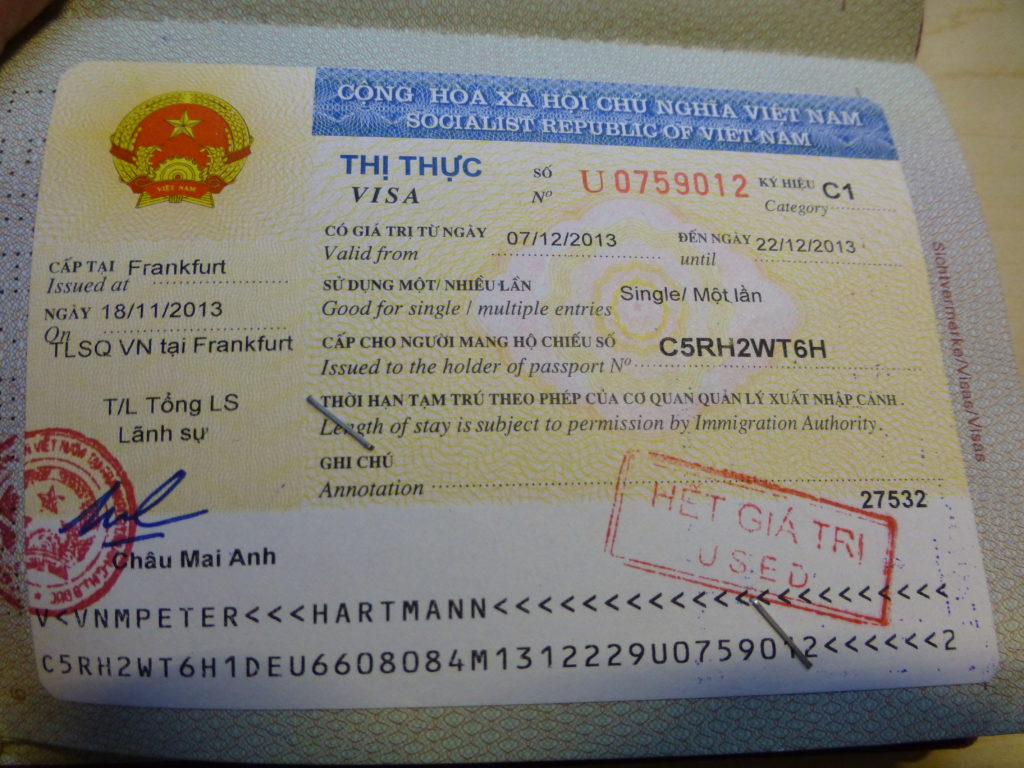 CỘNG HÒA XÃ HỘI CHỦ NGHĨA VIỆT NAM
SOCIALIST REPUBLIC OF VIET NAM
VIỆT NAM
THỊ THỰC
VISA
SỐ
Nº
U 0759012
KÝ HIỆU C1
Category
CÓ GIÁ TRỊ TỪ NGÀY 07/12/2013
Valid from
ĐẾN NGÀY 22/12/2013
until
SỬ DỤNG MỘT/ NHIỀU LẦN Single/ Một lần
Good for single / multiple entries
CẤP CHO NGƯỜI MANG HỘ CHIẾU SỐ C5RH2WT6H
Issued to the holder of passport Nº
THỜI HẠN TẠM TRÚ THEO PHÉP CỦA CƠ QUAN QUẢN LÝ XUẤT NHẬP CẢNH.
Length of stay is subject to permission by Immigration Authority.
GHI CHÚ
Annotation
27532
CẤP TẠI Frankfurt
Issued at
NGÀY 18/11/2013
On
TLSQ VN tại Frankfurt
T/L Tổng LS
Lãnh sự
Châu Mai Anh
HẾT GIÁ TRỊ
USED
V<VNMPETER<<<HARTMANN<<<<<<<<<<<<<<<<<<<<<<
C5RH2WT6H1DEU6608084M1312229U0759012<<<<<<2
Sichtvermerke/Visas/Visas